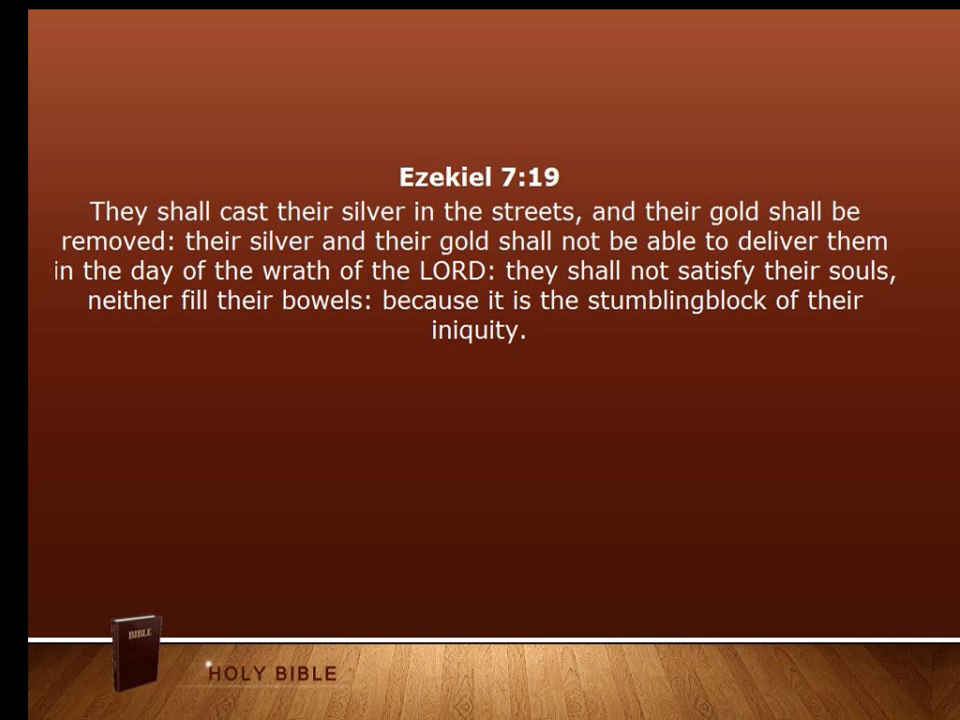 Ezekiel 7:19
They shall cast their silver in the streets, and their gold shall be
removed: their silver and their gold shall not be able to deliver them
in the day of the wrath of the LORD: they shall not satisfy their souls,
neither fill their bowels: because it is the stumblingblock of their
iniquity.
BIBLE
HOLY BIBLE